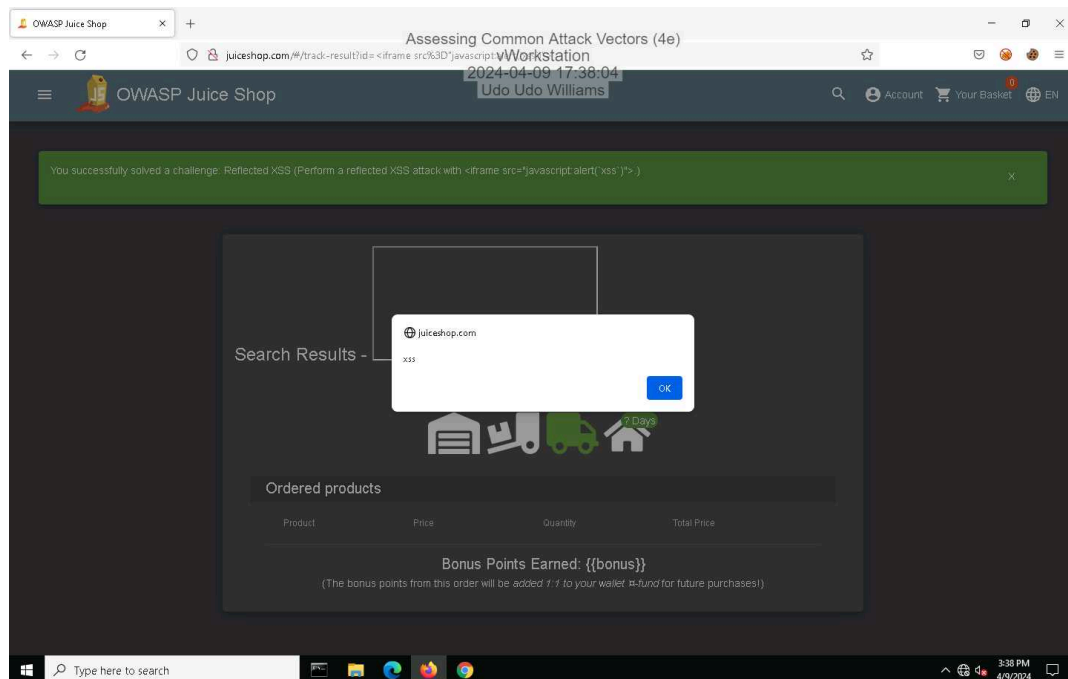 OWASP Juice Shop
Assessing Common Attack Vectors (4e)
juiceshop.com/#/track-result?id=<iframe src%3D"javascript:
vWorkstation
2024-04-09 17:38:04
Udo Udo Williams
OWASP Juice Shop
Account
0
Your Basket
EN
You successfully solved a challenge: Reflected XSS (Perform a reflected XSS attack with <iframe src="javascript:alert(`xss`)">.)
X
juiceshop.com
xss
OK
Search Results -
? Days
Ordered products
Product Price Quantity Total Price
Bonus Points Earned: {{bonus}}
(The bonus points from this order will be added 1:1 to your wallet ¤-fund for future purchases!)
Type here to search
3:38 PM
4/9/2024